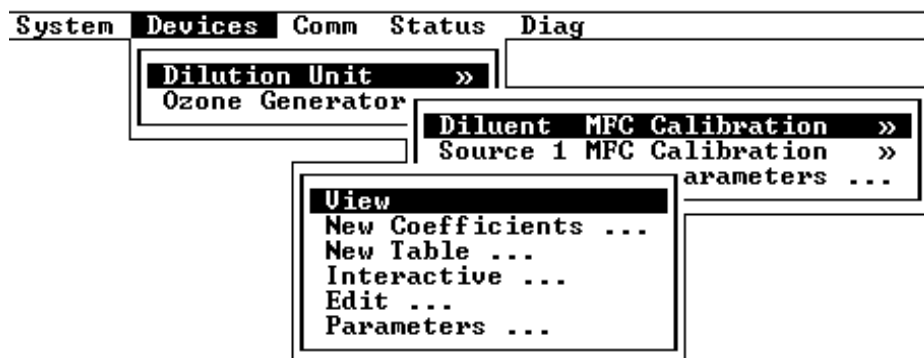 System Devices Comm Status Diag
Dilution Unit »
Ozone Generator
Diluent MFC Calibration »
Source 1 MFC Calibration »
arameters ...
View
New Coefficients ...
New Table ...
Interactive ...
Edit ...
Parameters ...